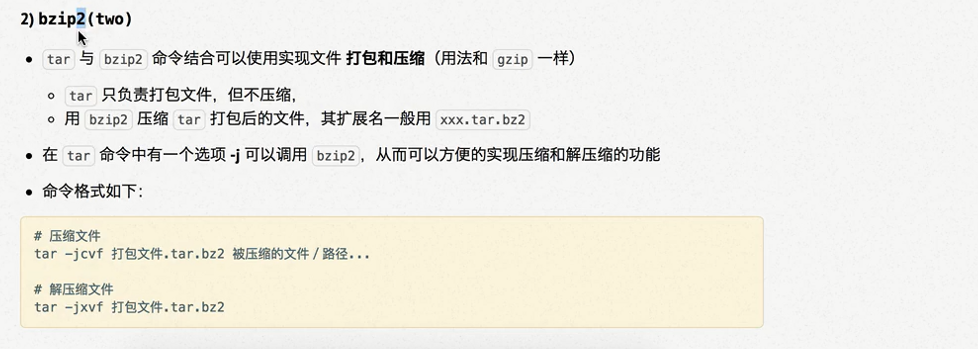 2) bzip2(two)
tar 与 bzip2 命令结合可以使用实现文件 打包和压缩（用法和 gzip 一样）
tar 只负责打包文件，但不压缩，
用 bzip2 压缩 tar 打包后的文件，其扩展名一般用 xxx.tar.bz2
在 tar 命令中有一个选项 -j 可以调用 bzip2，从而可以方便的实现压缩和解压缩的功能
命令格式如下：
# 压缩文件
tar -jcvf 打包文件.tar.bz2 被压缩的文件／路径...
# 解压缩文件
tar -jxvf 打包文件.tar.bz2